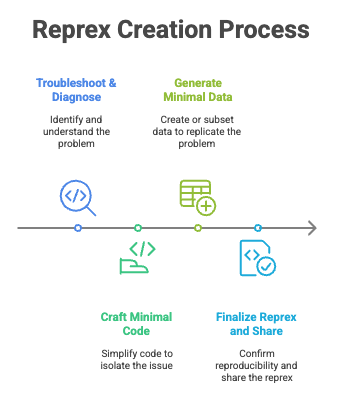 Reprex Creation Process
Troubleshoot &
Diagnose
Identify and
understand the
problem
Generate
Minimal Data
Create or subset
data to replicate the
problem
</>
</>
</>
Craft Minimal
Code
Simplify code to
isolate the issue
Finalize Reprex
and Share
Confirm
reproducibility and
share the reprex